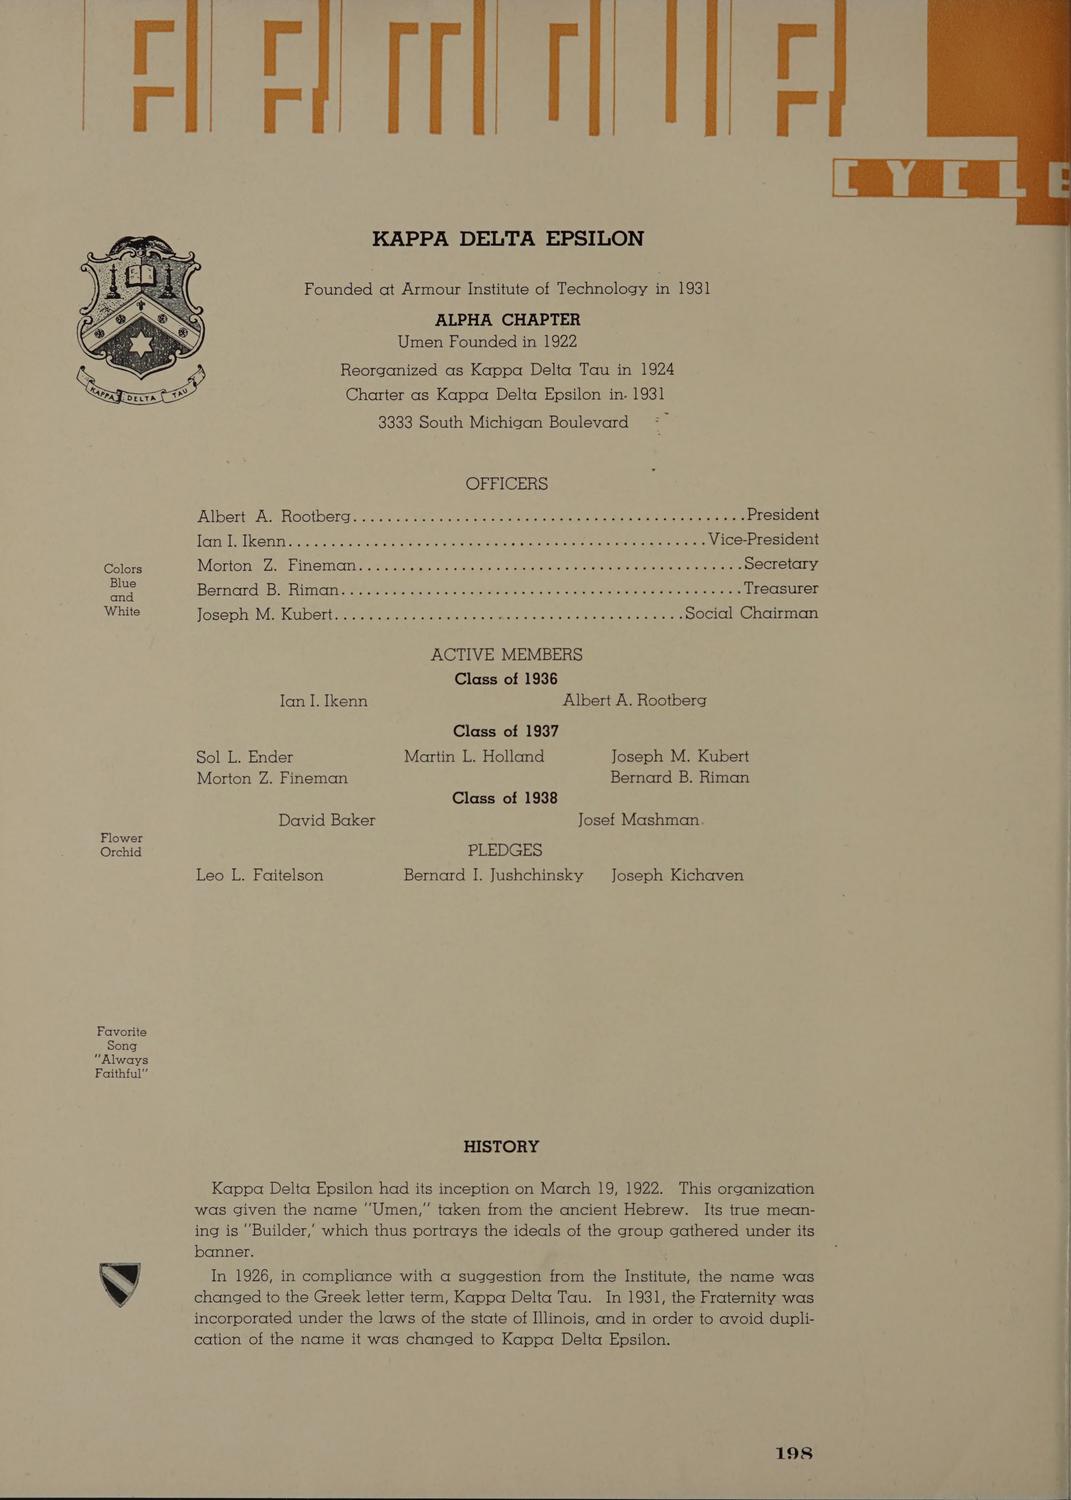 CYCLE
KAPPA DELTA EPSILON
Founded at Armour Institute of Technology in 1931
ALPHA CHAPTER
Umen Founded in 1922
Reorganized as Kappa Delta Tau in 1924
Charter as Kappa Delta Epsilon in 1931
3333 South Michigan Boulevard
KAPPA DELTA TAU
OFFICERS
Albert A. Rootberg.............................................President
Ian I. Ikenn................................................Vice-President
Morton Z. Fineman............................................Secretary
Bernard B. Riman..............................................Treasurer
Joseph M. Kubert........................................Social Chairman
Colors
Blue
and
White
ACTIVE MEMBERS
Class of 1936
Ian I. Ikenn Albert A. Rootberg
Class of 1937
Sol L. Ender Martin L. Holland Joseph M. Kubert
Morton Z. Fineman Bernard B. Riman
Class of 1938
David Baker Josef Mashman
Flower
Orchid
PLEDGES
Leo L. Faitelson Bernard I. Jushchinsky Joseph Kichaven
Favorite
Song
"Always
Faithful"
HISTORY
Kappa Delta Epsilon had its inception on March 19, 1922. This organization
was given the name "Umen," taken from the ancient Hebrew. Its true mean-
ing is "Builder,' which thus portrays the ideals of the group gathered under its
banner.
In 1926, in compliance with a suggestion from the Institute, the name was
changed to the Greek letter term, Kappa Delta Tau. In 1931, the Fraternity was
incorporated under the laws of the state of Illinois, and in order to avoid dupli-
cation of the name it was changed to Kappa Delta Epsilon.
198